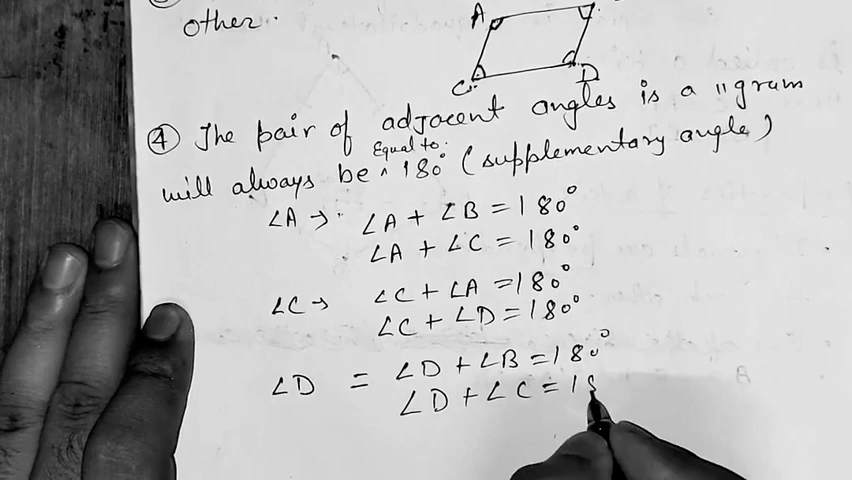 other.
A
C
D
④ The pair of adjacent angles is a 11gram
Equal to.
will always be ^ 180° (supplementary angle)
∠A → ∠A + ∠B = 180°
∠A + ∠C = 180°
∠C → ∠C + ∠A = 180°
∠C + ∠D = 180°
∠D = ∠D + ∠B = 180°
∠D + ∠C = 18